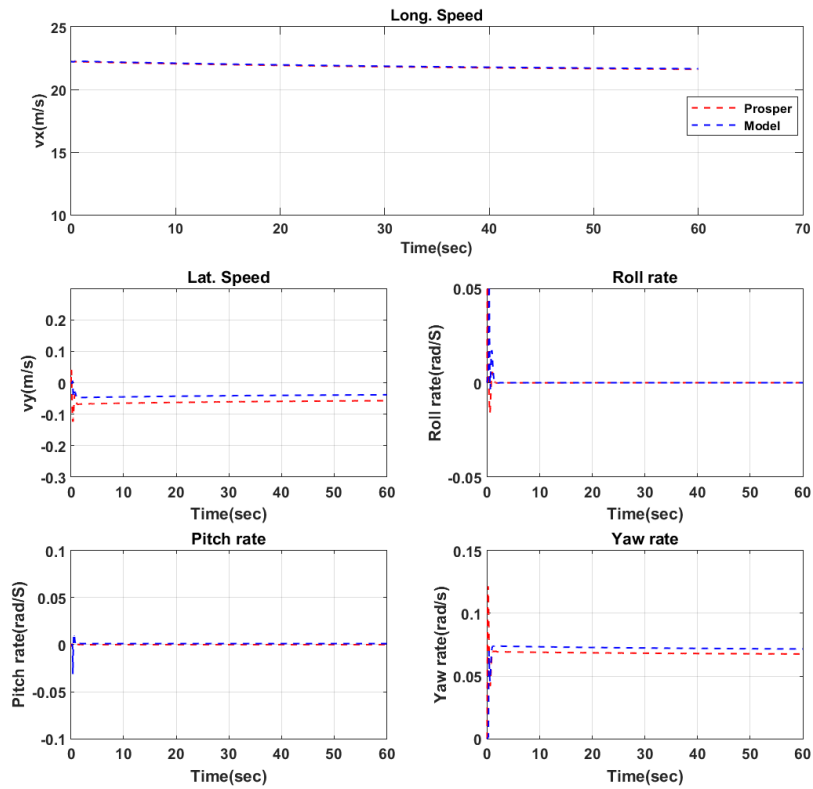 Long. Speed
25
20
15
10
vx(m/s)
Prosper
Model
0 10 20 30 40 50 60 70
Time(sec)
Lat. Speed
0.2
0.1
0
-0.1
-0.2
-0.3
vy(m/s)
0 10 20 30 40 50 60
Time(sec)
Roll rate
0.05
0
-0.05
Roll rate(rad/S)
0 10 20 30 40 50 60
Time(sec)
Pitch rate
0.1
0.05
0
-0.05
-0.1
Pitch rate(rad/S)
0 10 20 30 40 50 60
Time(sec)
Yaw rate
0.15
0.1
0.05
0
Yaw rate(rad/s)
0 10 20 30 40 50 60
Time(sec)